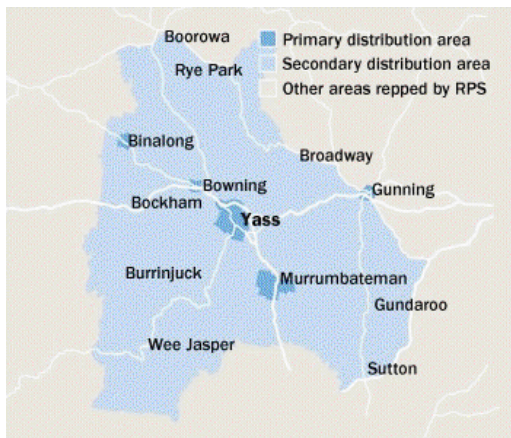 Boorowa
Primary distribution area
Rye Park
Secondary distribution area
Other areas repped by RPS
Binalong
Broadway
Bowning
Gunning
Bockham
Yass
Burrinjuck
Murrumbateman
Gundaroo
Wee Jasper
Sutton